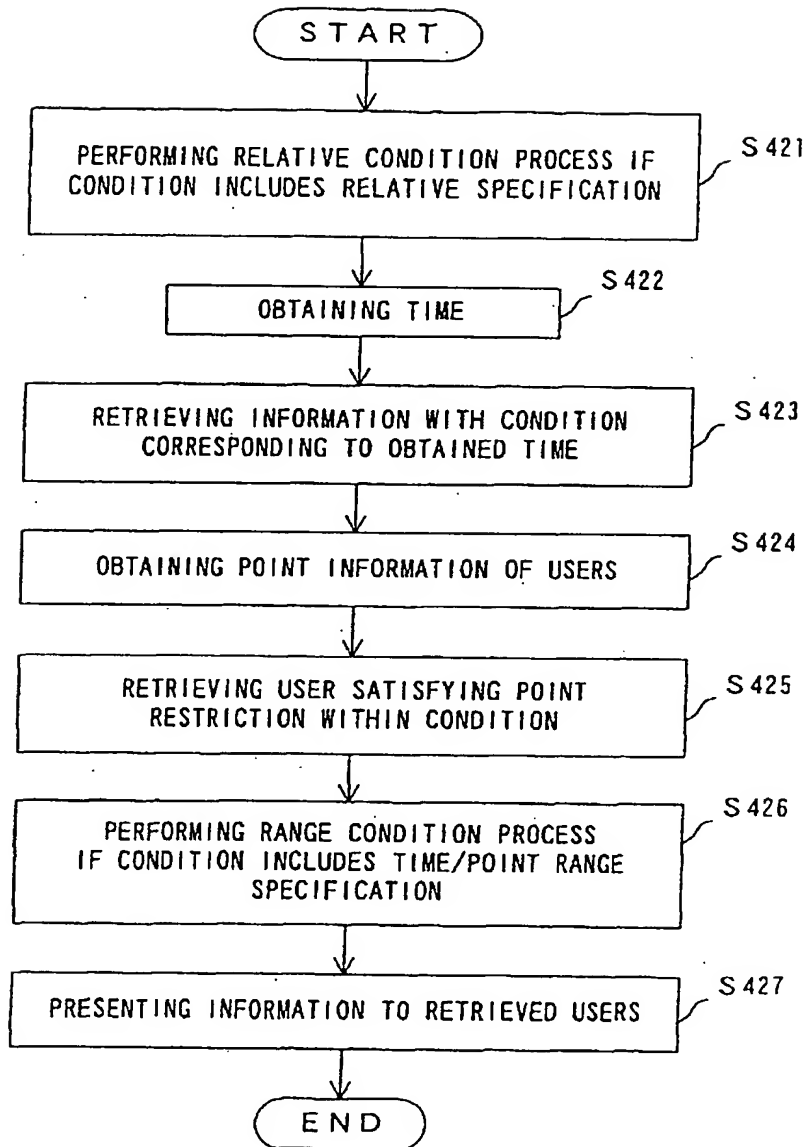 START
PERFORMING RELATIVE CONDITION PROCESS IF
CONDITION INCLUDES RELATIVE SPECIFICATION
S421
OBTAINING TIME
S422
RETRIEVING INFORMATION WITH CONDITION
CORRESPONDING TO OBTAINED TIME
S423
OBTAINING POINT INFORMATION OF USERS
S424
RETRIEVING USER SATISFYING POINT
RESTRICTION WITHIN CONDITION
S425
PERFORMING RANGE CONDITION PROCESS
IF CONDITION INCLUDES TIME/POINT RANGE
SPECIFICATION
S426
PRESENTING INFORMATION TO RETRIEVED USERS
S427
END